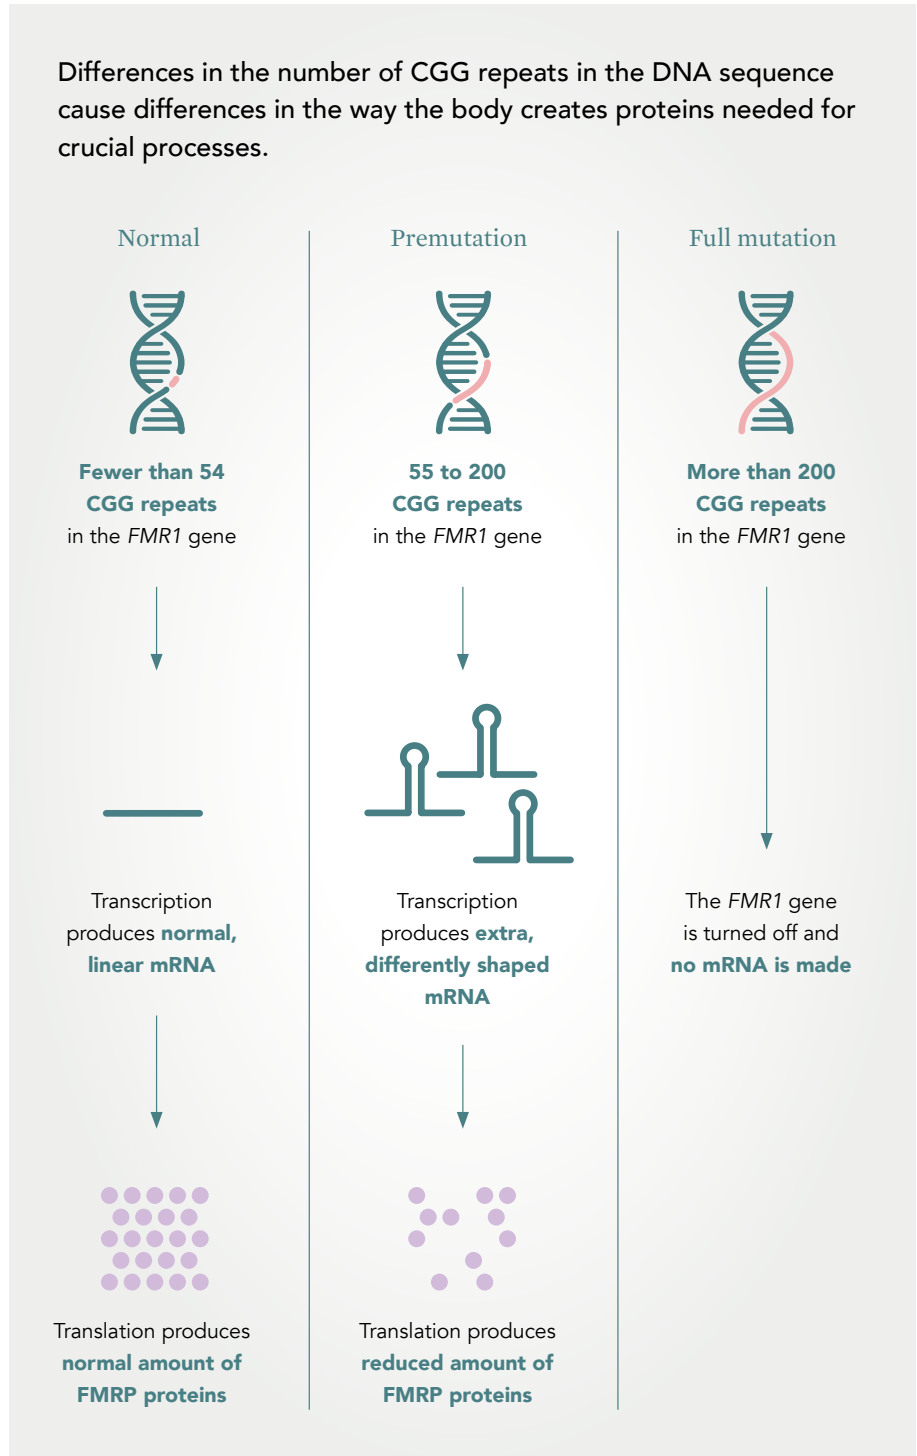 Differences in the number of CGG repeats in the DNA sequence
cause differences in the way the body creates proteins needed for
crucial processes.
Normal
Fewer than 54
CGG repeats
in the FMR1 gene
Transcription
produces normal,
linear mRNA
Translation produces
normal amount of
FMRP proteins
Premutation
55 to 200
CGG repeats
in the FMR1 gene
Transcription
produces extra,
differently shaped
mRNA
Translation produces
reduced amount of
FMRP proteins
Full mutation
More than 200
CGG repeats
in the FMR1 gene
The FMR1 gene
is turned off and
no mRNA is made